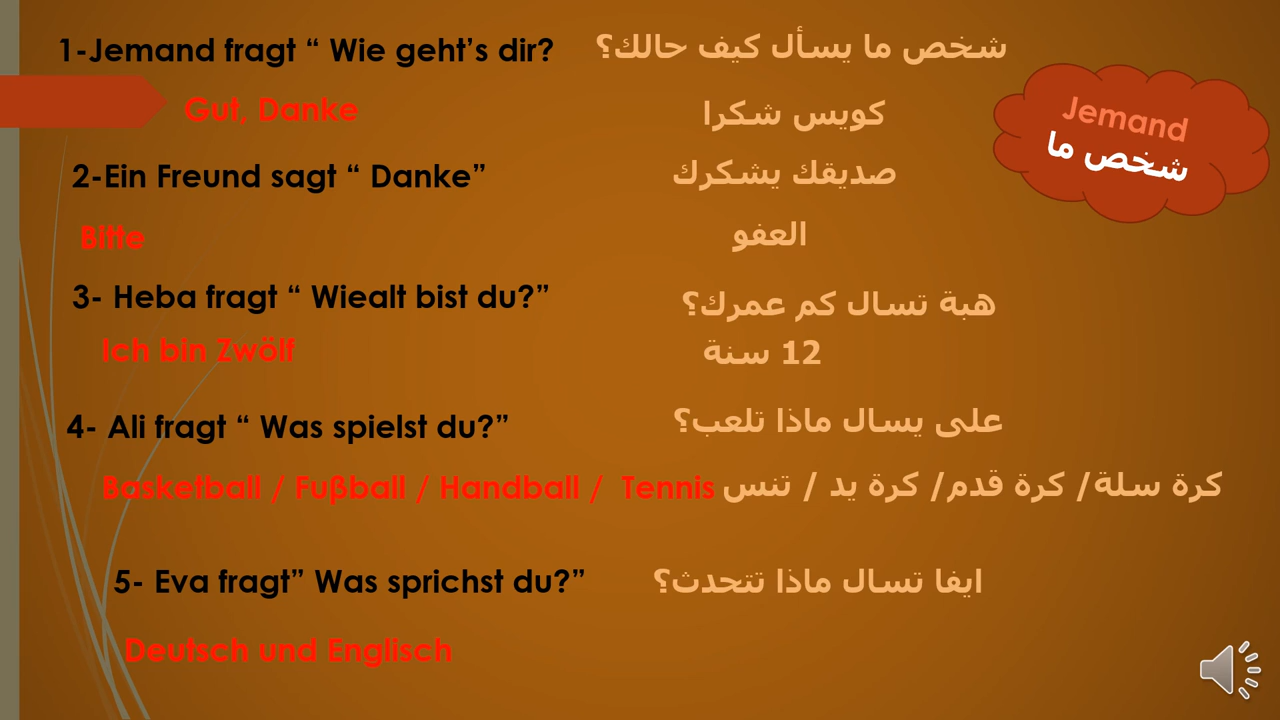 1-Jemand fragt “ Wie geht’s dir?
شخص ما يسأل كيف حالك؟
Jemand
شخص ما
Gut, Danke
كويس شكرا
2-Ein Freund sagt “ Danke”
صديقك يشكرك
Bitte
العفو
3- Heba fragt “ Wiealt bist du?”
هبة تسال كم عمرك؟
Ich bin Zwölf
12 سنة
4- Ali fragt “ Was spielst du?”
على يسال ماذا تلعب؟
Basketball / Fuβball / Handball / Tennis
كرة سلة/ كرة قدم/ كرة يد / تنس
5- Eva fragt” Was sprichst du?”
ايفا تسال ماذا تتحدث؟
Deutsch und Englisch